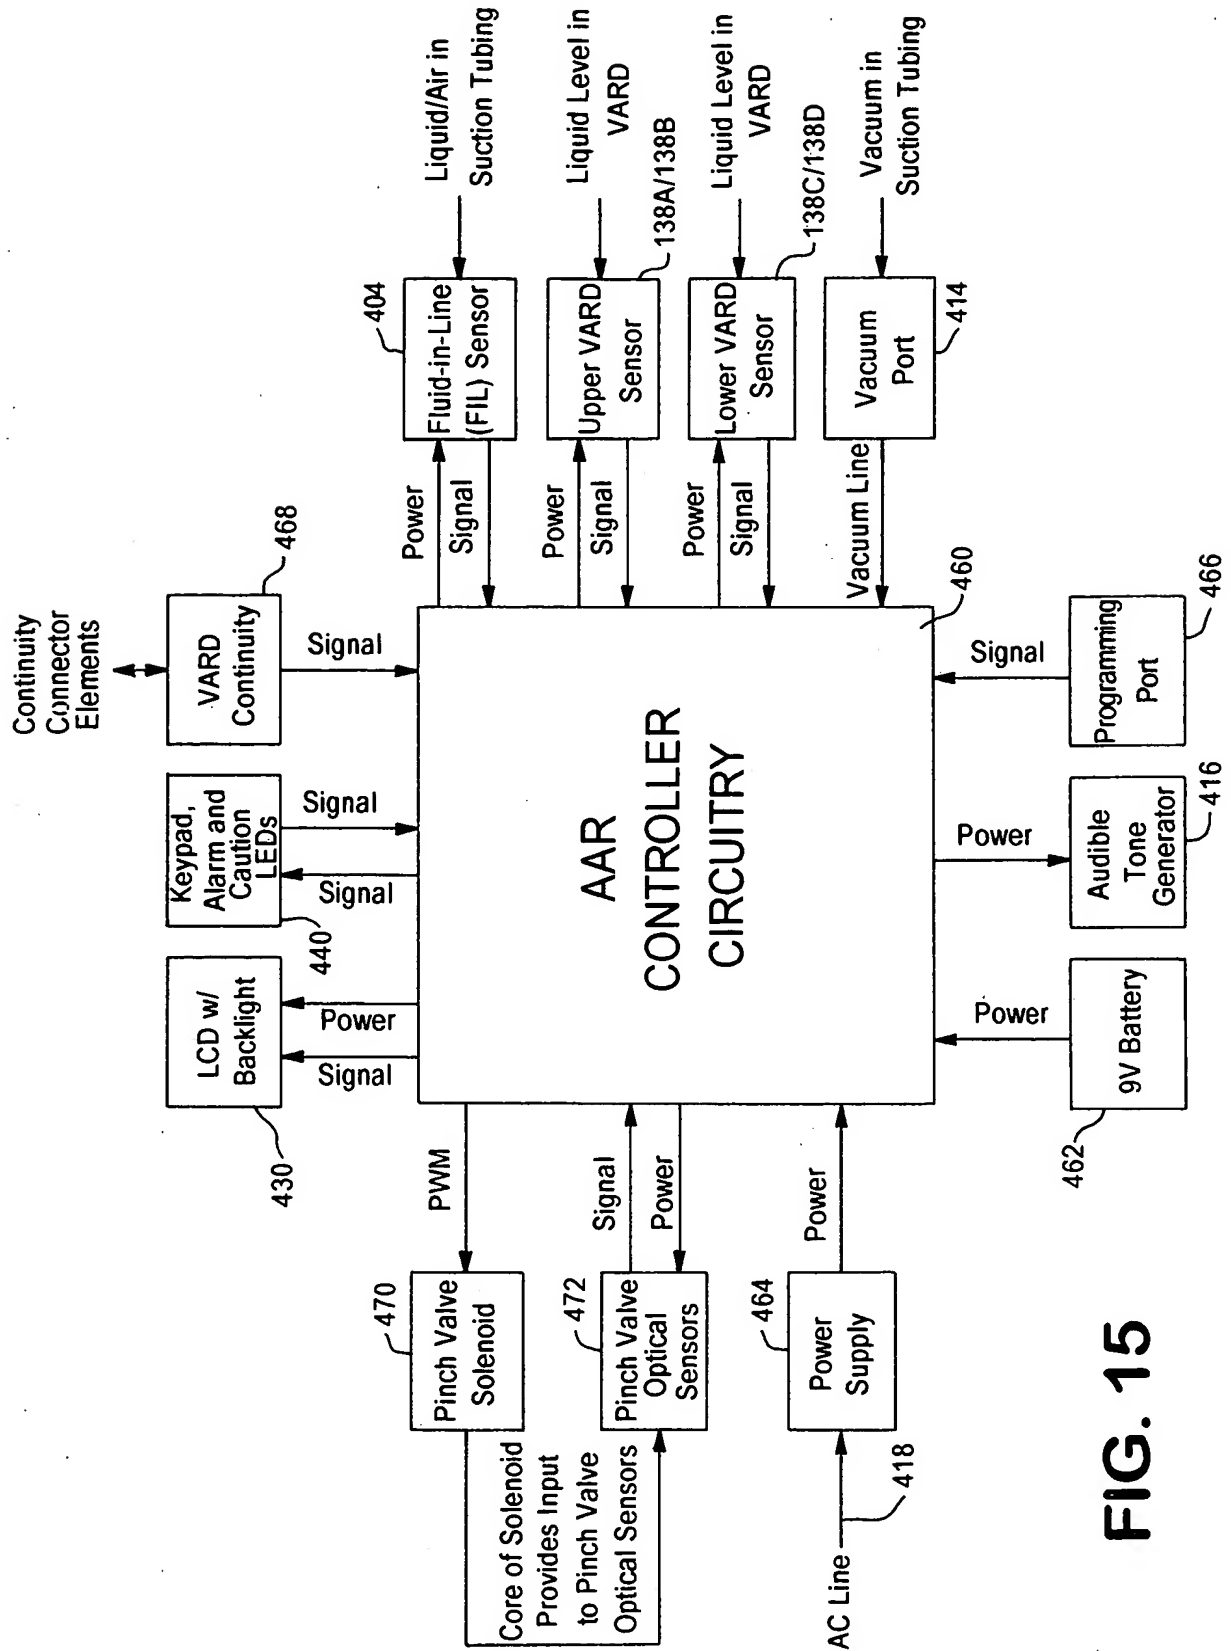 Continuity
Connector
Elements
LCD w/
Backlight
430
Keypad,
Alarm and
Caution
LEDs
440
VARD
Continuity
468
Signal
Power
Signal
Signal
Signal
Pinch Valve
Solenoid
470
PWM
Core of Solenoid
Provides Input
to Pinch Valve
Optical Sensors
Pinch Valve
Optical
Sensors
472
Signal
Power
AC Line
418
Power
Supply
464
Power
AAR
CONTROLLER
CIRCUITRY
460
Power
Signal
Fluid-in-Line
(FIL) Sensor
404
Liquid/Air in
Suction Tubing
Power
Signal
Upper VARD
Sensor
138A/138B
Liquid Level in
VARD
Power
Signal
Lower VARD
Sensor
138C/138D
Liquid Level in
VARD
Vacuum Line
Vacuum
Port
414
Vacuum in
Suction Tubing
Power
9V Battery
462
Power
Audible
Tone
Generator
416
Signal
Programming
Port
466
FIG. 15